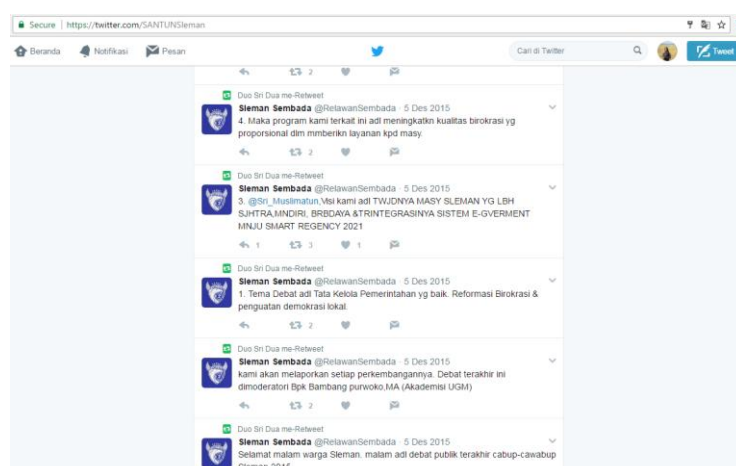 Secure | https://twitter.com/SANTUNSleman
Beranda Notifikasi Pesan Cari di Twitter Tweet
2
Duo Sri Dua me-Retweet
Sleman Sembada @RelawanSembada · 5 Des 2015
4. Maka program kami terkait ini adl meningkatkn kualitas birokrasi yg
proporsional dlm mmberikn layanan kpd masy.
2
Duo Sri Dua me-Retweet
Sleman Sembada @RelawanSembada · 5 Des 2015
3. @Sri_Muslimatun,Visi kami adl TWJDNYA MASY SLEMAN YG LBH
SJHTRA,MNDIRI, BRBDAYA &TRINTEGRASINYA SISTEM E-GVERMENT
MNJU SMART REGENCY 2021
1 3 1
Duo Sri Dua me-Retweet
Sleman Sembada @RelawanSembada · 5 Des 2015
1. Tema Debat adl Tata Kelola Pemerintahan yg baik. Reformasi Birokrasi &
penguatan demokrasi lokal.
2
Duo Sri Dua me-Retweet
Sleman Sembada @RelawanSembada · 5 Des 2015
kami akan melaporkan setiap perkembangannya. Debat terakhir ini
dimoderatori Bpk Bambang purwoko,MA (Akademisi UGM)
2
Duo Sri Dua me-Retweet
Sleman Sembada @RelawanSembada · 5 Des 2015
Selamat malam warga Sleman. malam adl debat publik terakhir cabup-cawabup
Sleman 2015